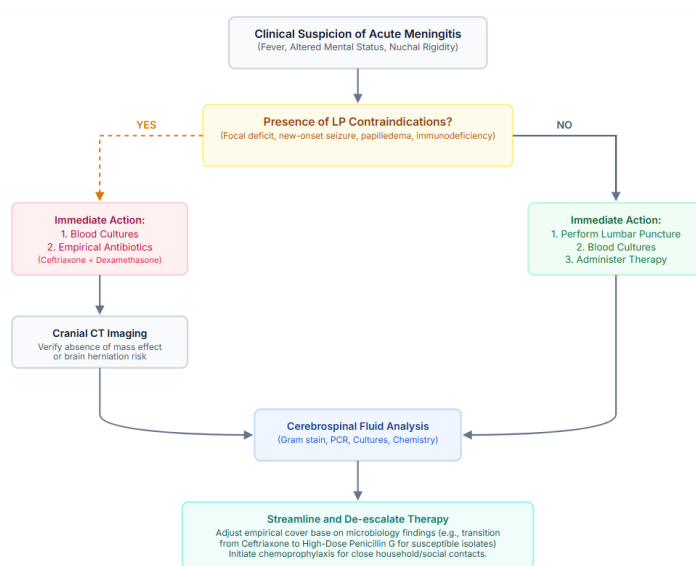 Clinical Suspicion of Acute Meningitis
(Fever, Altered Mental Status, Nuchal Rigidity)
Presence of LP Contraindications?
(Focal deficit, new-onset seizure, papilledema, immunodeficiency)
YES
NO
Immediate Action:
1. Blood Cultures
2. Empirical Antibiotics
(Ceftriaxone + Dexamethasone)
Immediate Action:
1. Perform Lumbar Puncture
2. Blood Cultures
3. Administer Therapy
Cranial CT Imaging
Verify absence of mass effect
or brain herniation risk
Cerebrospinal Fluid Analysis
(Gram stain, PCR, Cultures, Chemistry)
Streamline and De-escalate Therapy
Adjust empirical cover base on microbiology findings (e.g., transition
from Ceftriaxone to High-Dose Penicillin G for susceptible isolates)
Initiate chemoprophylaxis for close household/social contacts.